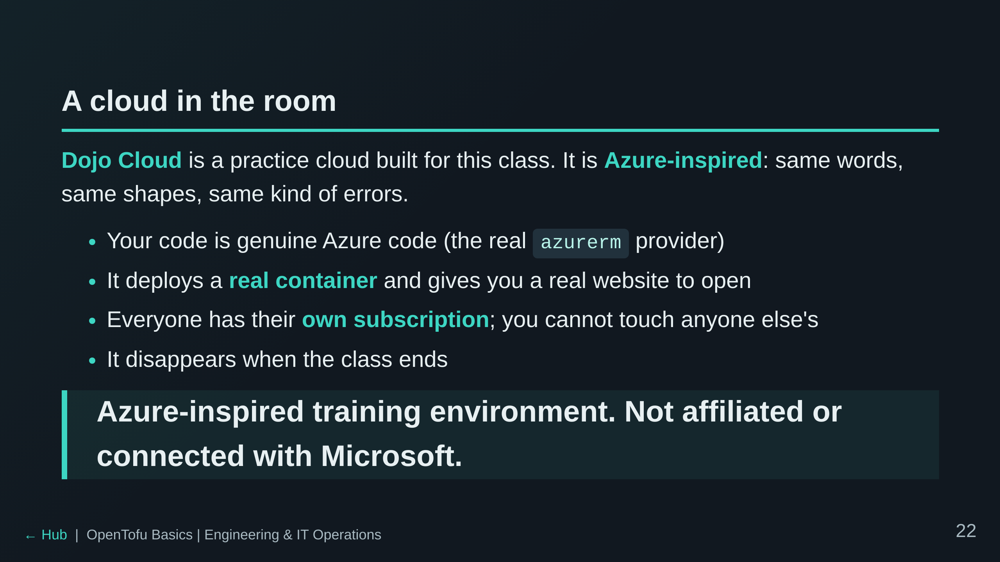 A cloud in the room
Dojo Cloud is a practice cloud built for this class. It is Azure-inspired: same words,
same shapes, same kind of errors.
• Your code is genuine Azure code (the real azurerm provider)
• It deploys a real container and gives you a real website to open
• Everyone has their own subscription; you cannot touch anyone else's
• It disappears when the class ends
Azure-inspired training environment. Not affiliated or
connected with Microsoft.
← Hub | OpenTofu Basics | Engineering & IT Operations
22